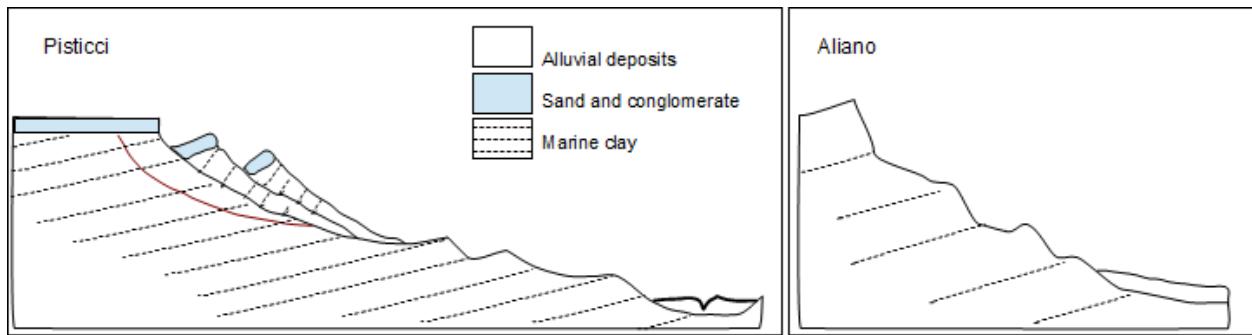 Pisticci
Alluvial deposits
Sand and conglomerate
Marine clay
Aliano